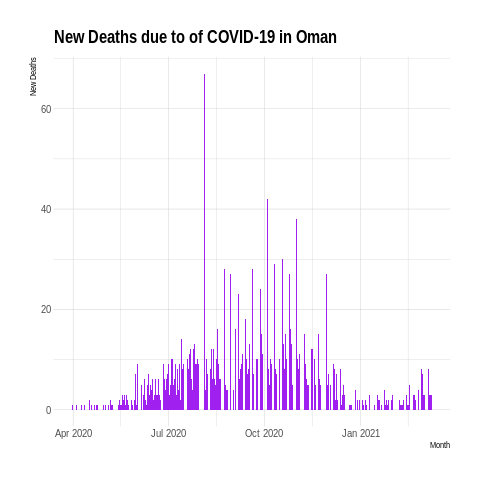 New Deaths due to of COVID-19 in Oman
New Deaths
60
40
20
0
Apr 2020 Jul 2020 Oct 2020 Jan 2021
Month